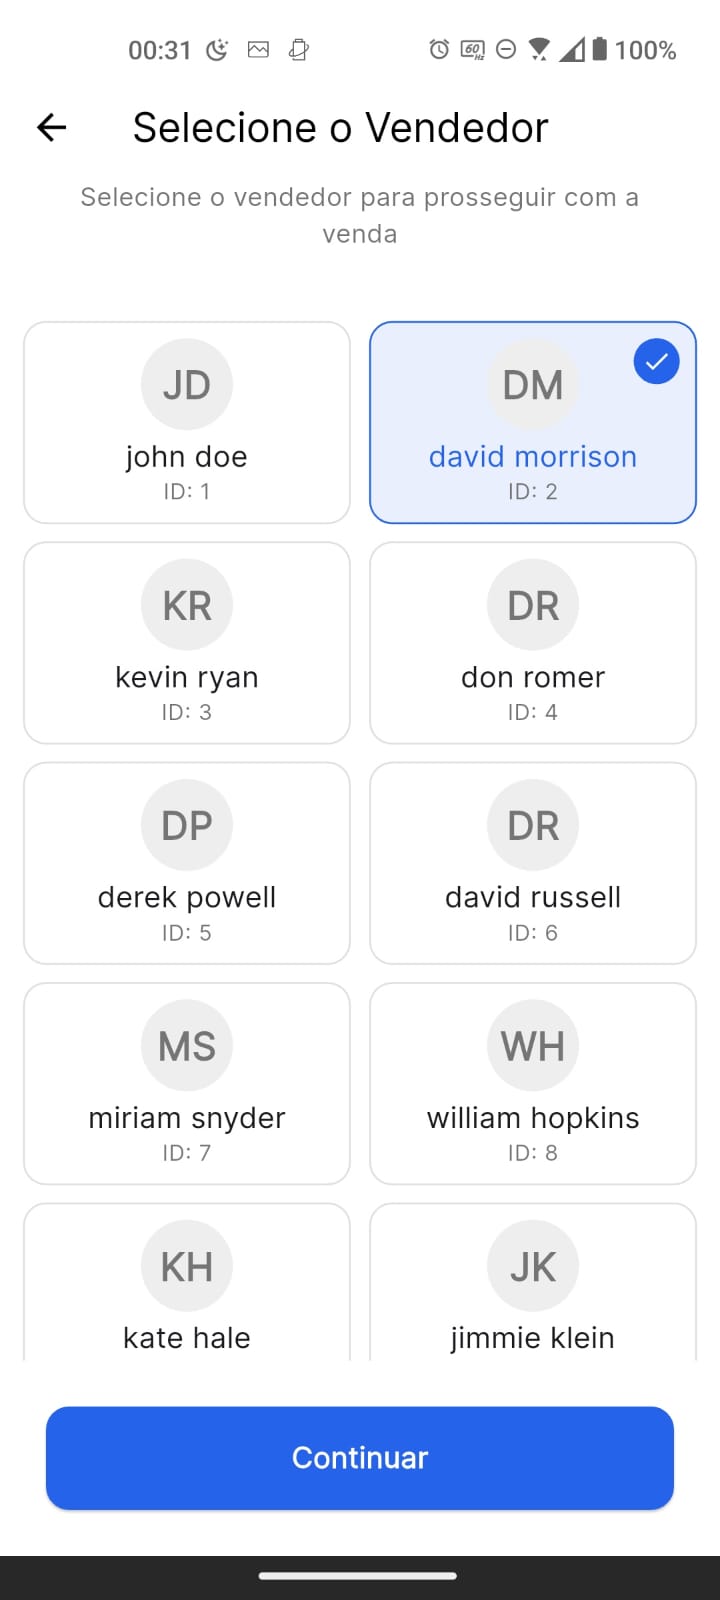 00:31 60Hz 100%
Selecione o Vendedor
Selecione o vendedor para prosseguir com a
venda
JD
john doe
ID: 1
DM
david morrison
ID: 2
KR
kevin ryan
ID: 3
DR
don romer
ID: 4
DP
derek powell
ID: 5
DR
david russell
ID: 6
MS
miriam snyder
ID: 7
WH
william hopkins
ID: 8
KH
kate hale
JK
jimmie klein
Continuar